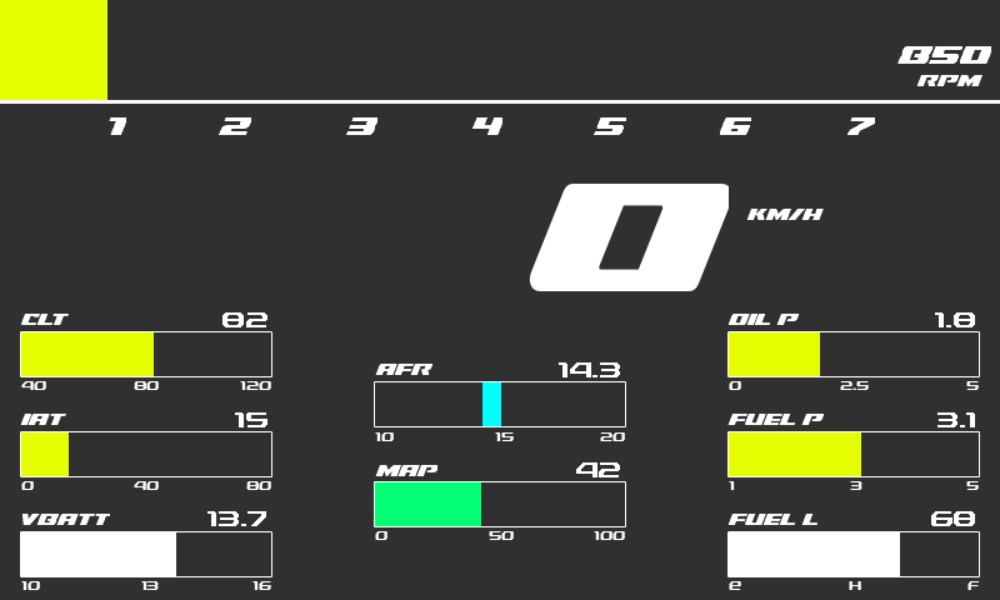 850
RPM
1 2 3 4 5 6 7
0 KM/H
CLT 82
40 80 120
IAT 15
0 40 80
VBATT 13.7
10 13 16
AFR 14.3
10 15 20
MAP 42
0 50 100
OIL P 1.8
0 2.5 5
FUEL P 3.1
1 3 5
FUEL L 68
E H F